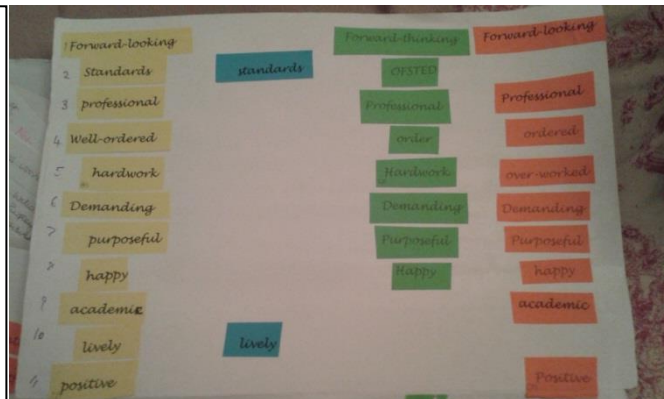 1 Forward-looking Forward-thinking Forward-looking
2 Standards standards OFSTED
3 professional Professional Professional
4 Well-ordered order ordered
5 hardwork Hardwork over-worked
6 Demanding Demanding Demanding
7 purposeful Purposeful Purposeful
8 happy Happy happy
9 academic academic
10 lively lively
positive Positive